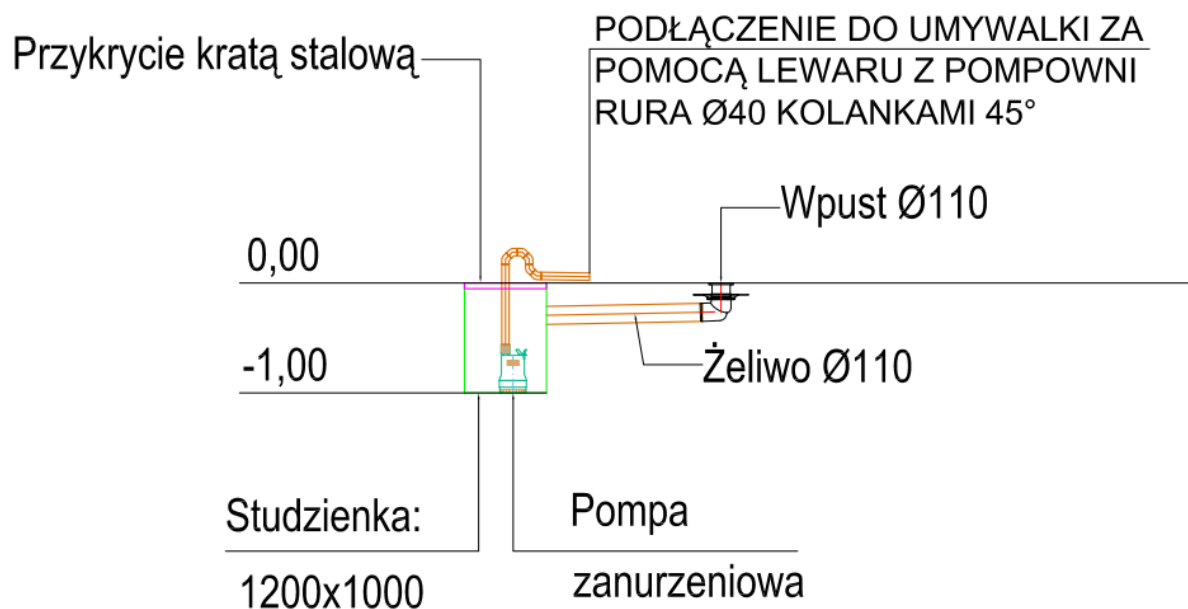 Przykrycie kratą stalową
PODŁĄCZENIE DO UMYWALKI ZA
POMOCĄ LEWARU Z POMPOWNI
RURA Ø40 KOLANKAMI 45°
Wpust Ø110
0,00
-1,00
Żeliwo Ø110
Studzienka:
1200x1000
Pompa
zanurzeniowa